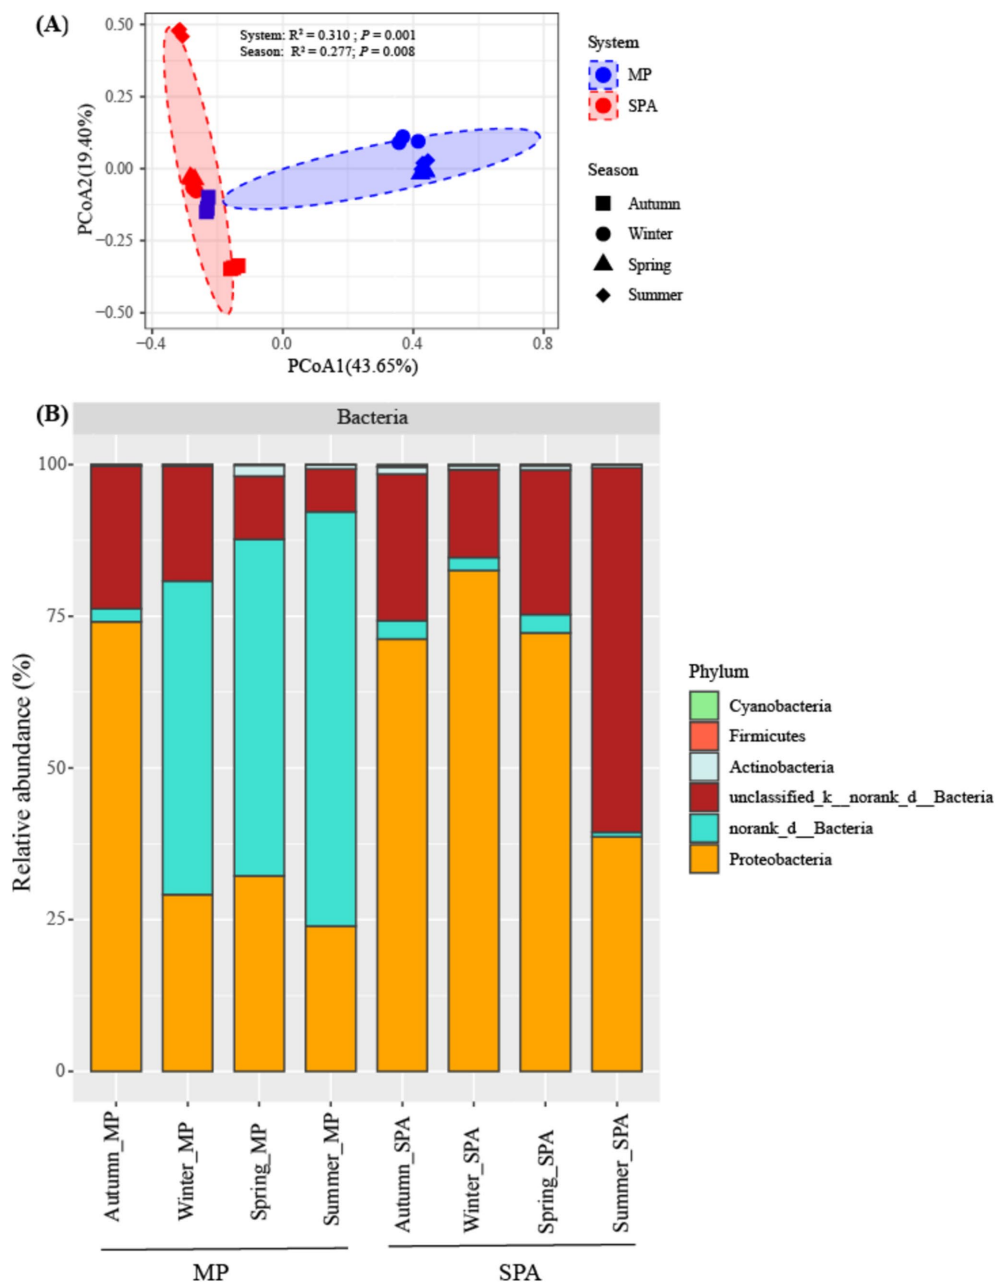 (A)
System: R² = 0.310 ; P = 0.001
Season: R² = 0.277; P = 0.008
0.50
0.25
0.00
−0.25
−0.50
PCoA2(19.40%)
−0.4
0.0
0.4
0.8
PCoA1(43.65%)
System
MP
SPA
Season
Autumn
Winter
Spring
Summer
(B)
Bacteria
100
75
50
25
0
Relative abundance (%)
Autumn_MP
Winter_MP
Spring_MP
Summer_MP
Autumn_SPA
Winter_SPA
Spring_SPA
Summer_SPA
MP
SPA
Phylum
Cyanobacteria
Firmicutes
Actinobacteria
unclassified_k__norank_d__Bacteria
norank_d__Bacteria
Proteobacteria